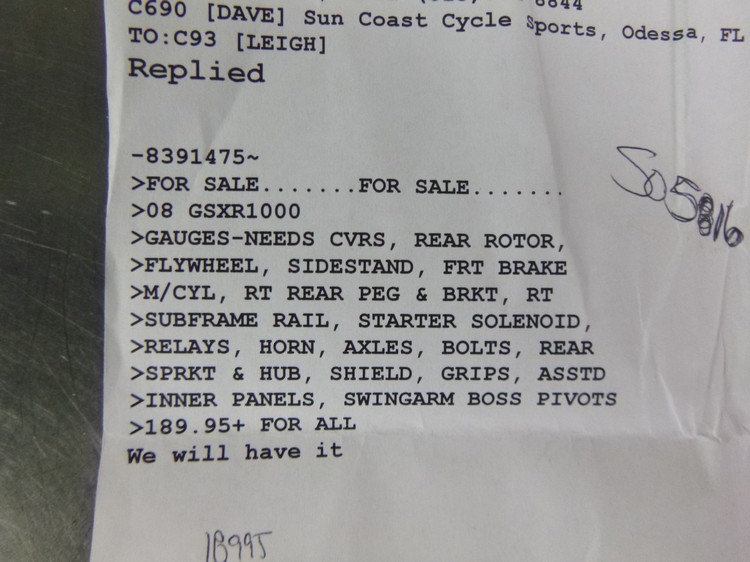 8844
C690 [DAVE] Sun Coast Cycle Sports, Odessa, FL
TO:C93 [LEIGH]
Replied
-8391475~
>FOR SALE........FOR SALE.......
>08 GSXR1000
>GAUGES-NEEDS CVRS, REAR ROTOR,
>FLYWHEEL, SIDESTAND, FRT BRAKE
>M/CYL, RT REAR PEG & BRKT, RT
>SUBFRAME RAIL, STARTER SOLENOID,
>RELAYS, HORN, AXLES, BOLTS, REAR
>SPRKT & HUB, SHIELD, GRIPS, ASSTD
>INNER PANELS, SWINGARM BOSS PIVOTS
>189.95+ FOR ALL
We will have it